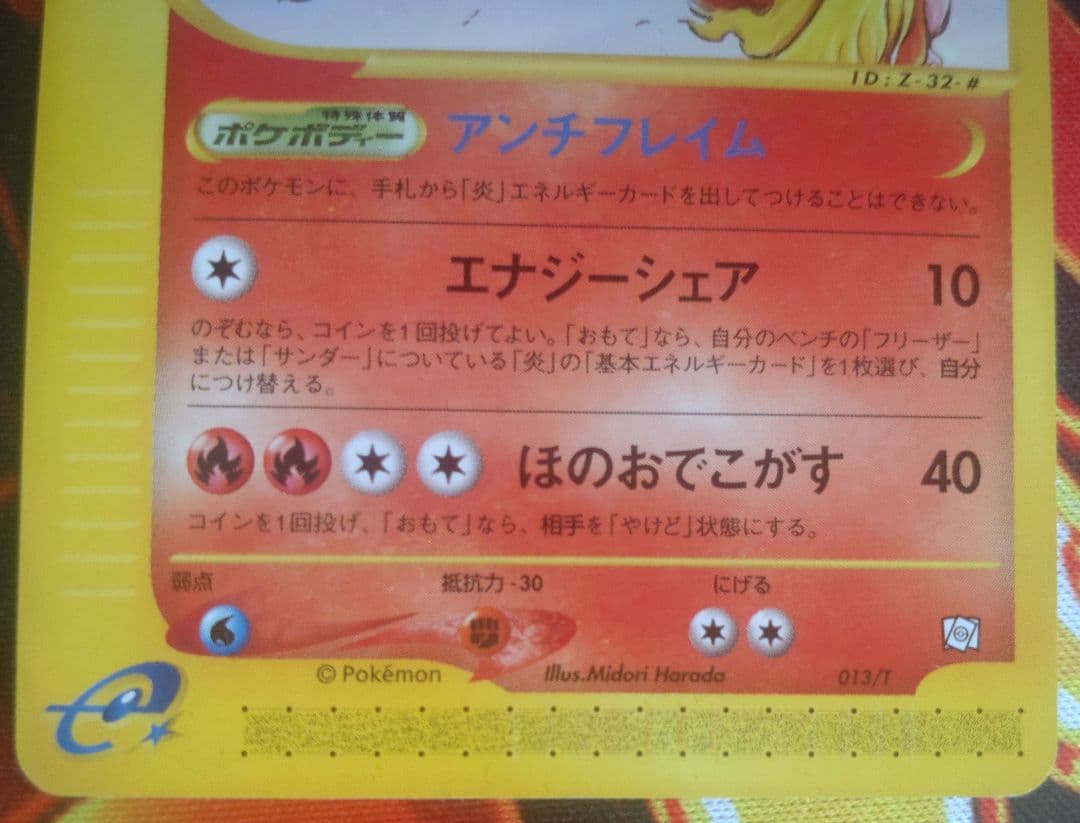 ID:Z-32-#
特殊体質
ポケボディー アンチフレイム
このポケモンに、手札から「炎」エネルギーカードを出してつけることはできない。
エナジーシェア 10
のぞむなら、コインを1回投げてよい。「おもて」なら、自分のベンチの「フリーザー」
または「サンダー」についている「炎」の「基本エネルギーカード」を1枚選び、自分
につけ替える。
ほのおでこがす 40
コインを1回投げ、「おもて」なら、相手を「やけど」状態にする。
弱点 抵抗力 -30 にげる
© Pokémon Illus.Midori Harada 013/T
e